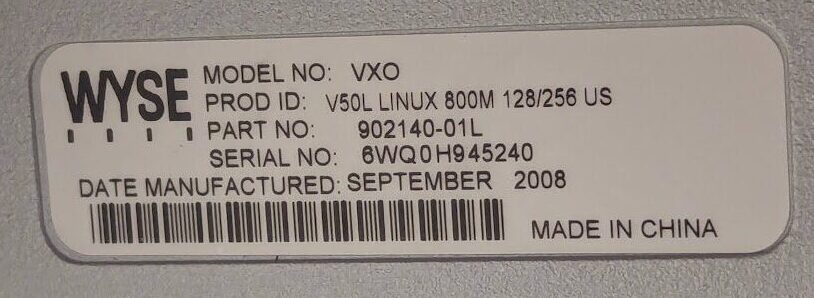 WYSE
MODEL NO: VXO
PROD ID: V50L LINUX 800M 128/256 US
PART NO: 902140-01L
SERIAL NO: 6WQ0H945240
DATE MANUFACTURED: SEPTEMBER 2008
MADE IN CHINA